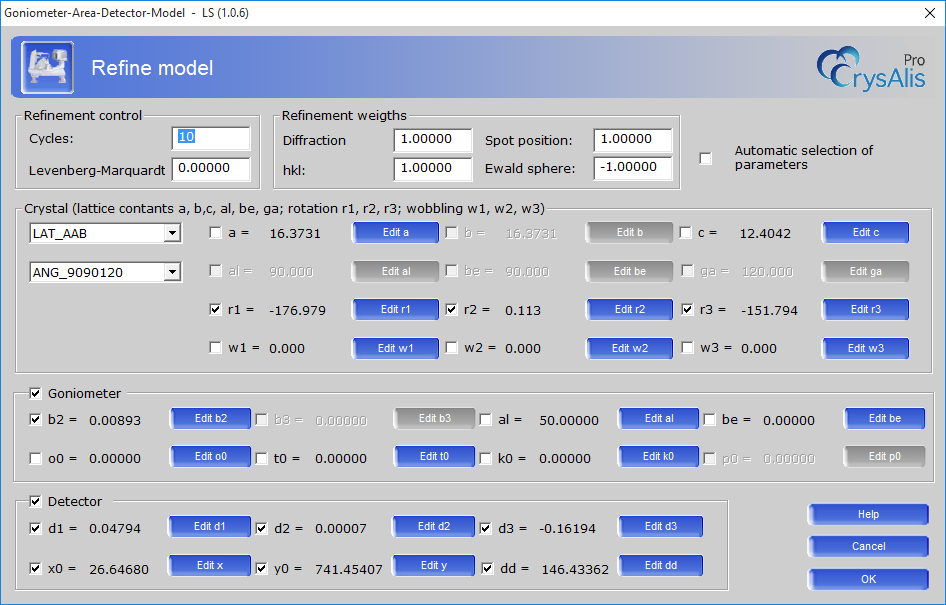 Goniometer-Area-Detector-Model - LS (1.0.6)
Refine model
CrysAlis Pro
Refinement control
Cycles: 10
Levenberg-Marquardt 0.00000
Refinement weigths
Diffraction 1.00000 Spot position: 1.00000
hkl: 1.00000 Ewald sphere: -1.00000
Automatic selection of
parameters
Crystal (lattice contants a, b,c, al, be, ga; rotation r1, r2, r3; wobbling w1, w2, w3)
LAT_AAB a = 16.3731 Edit a b = 16.3731 Edit b c = 12.4042 Edit c
ANG_9090120 al = 90.000 Edit al be = 90.000 Edit be ga = 120.000 Edit ga
r1 = -176.979 Edit r1 r2 = 0.113 Edit r2 r3 = -151.794 Edit r3
w1 = 0.000 Edit w1 w2 = 0.000 Edit w2 w3 = 0.000 Edit w3
Goniometer
b2 = 0.00893 Edit b2 b3 = 0.00000 Edit b3 al = 50.00000 Edit al be = 0.00000 Edit be
o0 = 0.00000 Edit o0 t0 = 0.00000 Edit t0 k0 = 0.00000 Edit k0 p0 = 0.00000 Edit p0
Detector
d1 = 0.04794 Edit d1 d2 = 0.00007 Edit d2 d3 = -0.16194 Edit d3
x0 = 26.64680 Edit x y0 = 741.45407 Edit y dd = 146.43362 Edit dd
Help
Cancel
OK